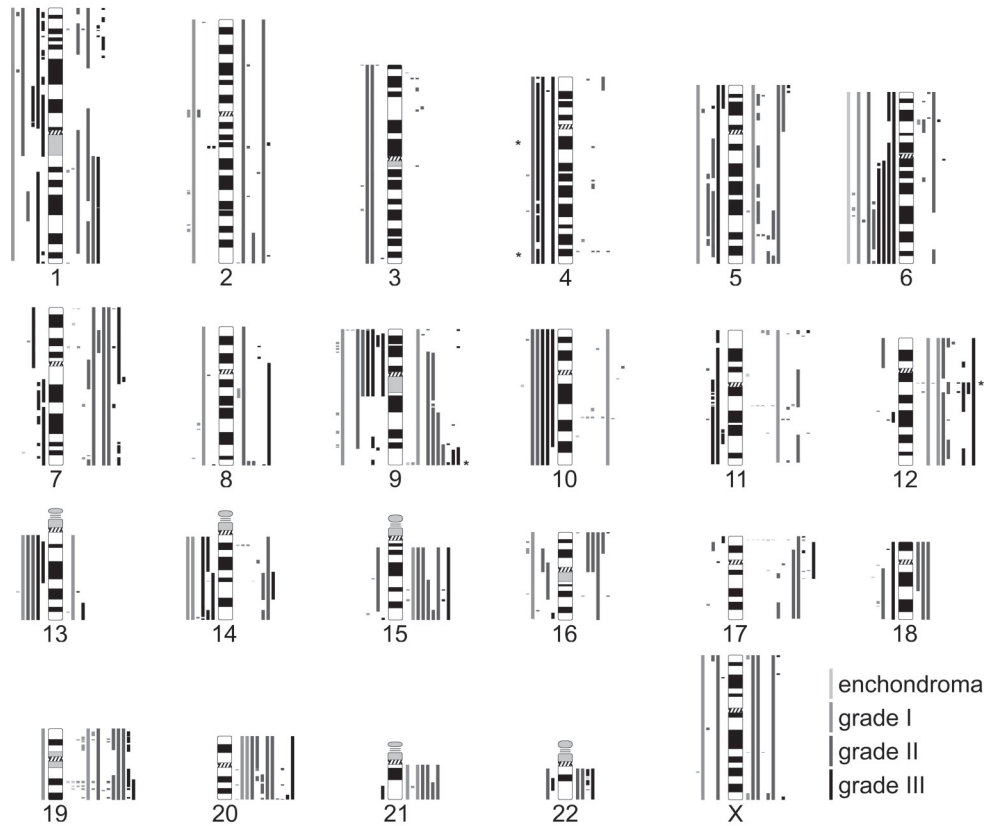 1 2 3 4 5 6
7 8 9 10 11 12
13 14 15 16 17 18
enchondroma
grade I
grade II
grade III
19 20 21 22 X
* * * *